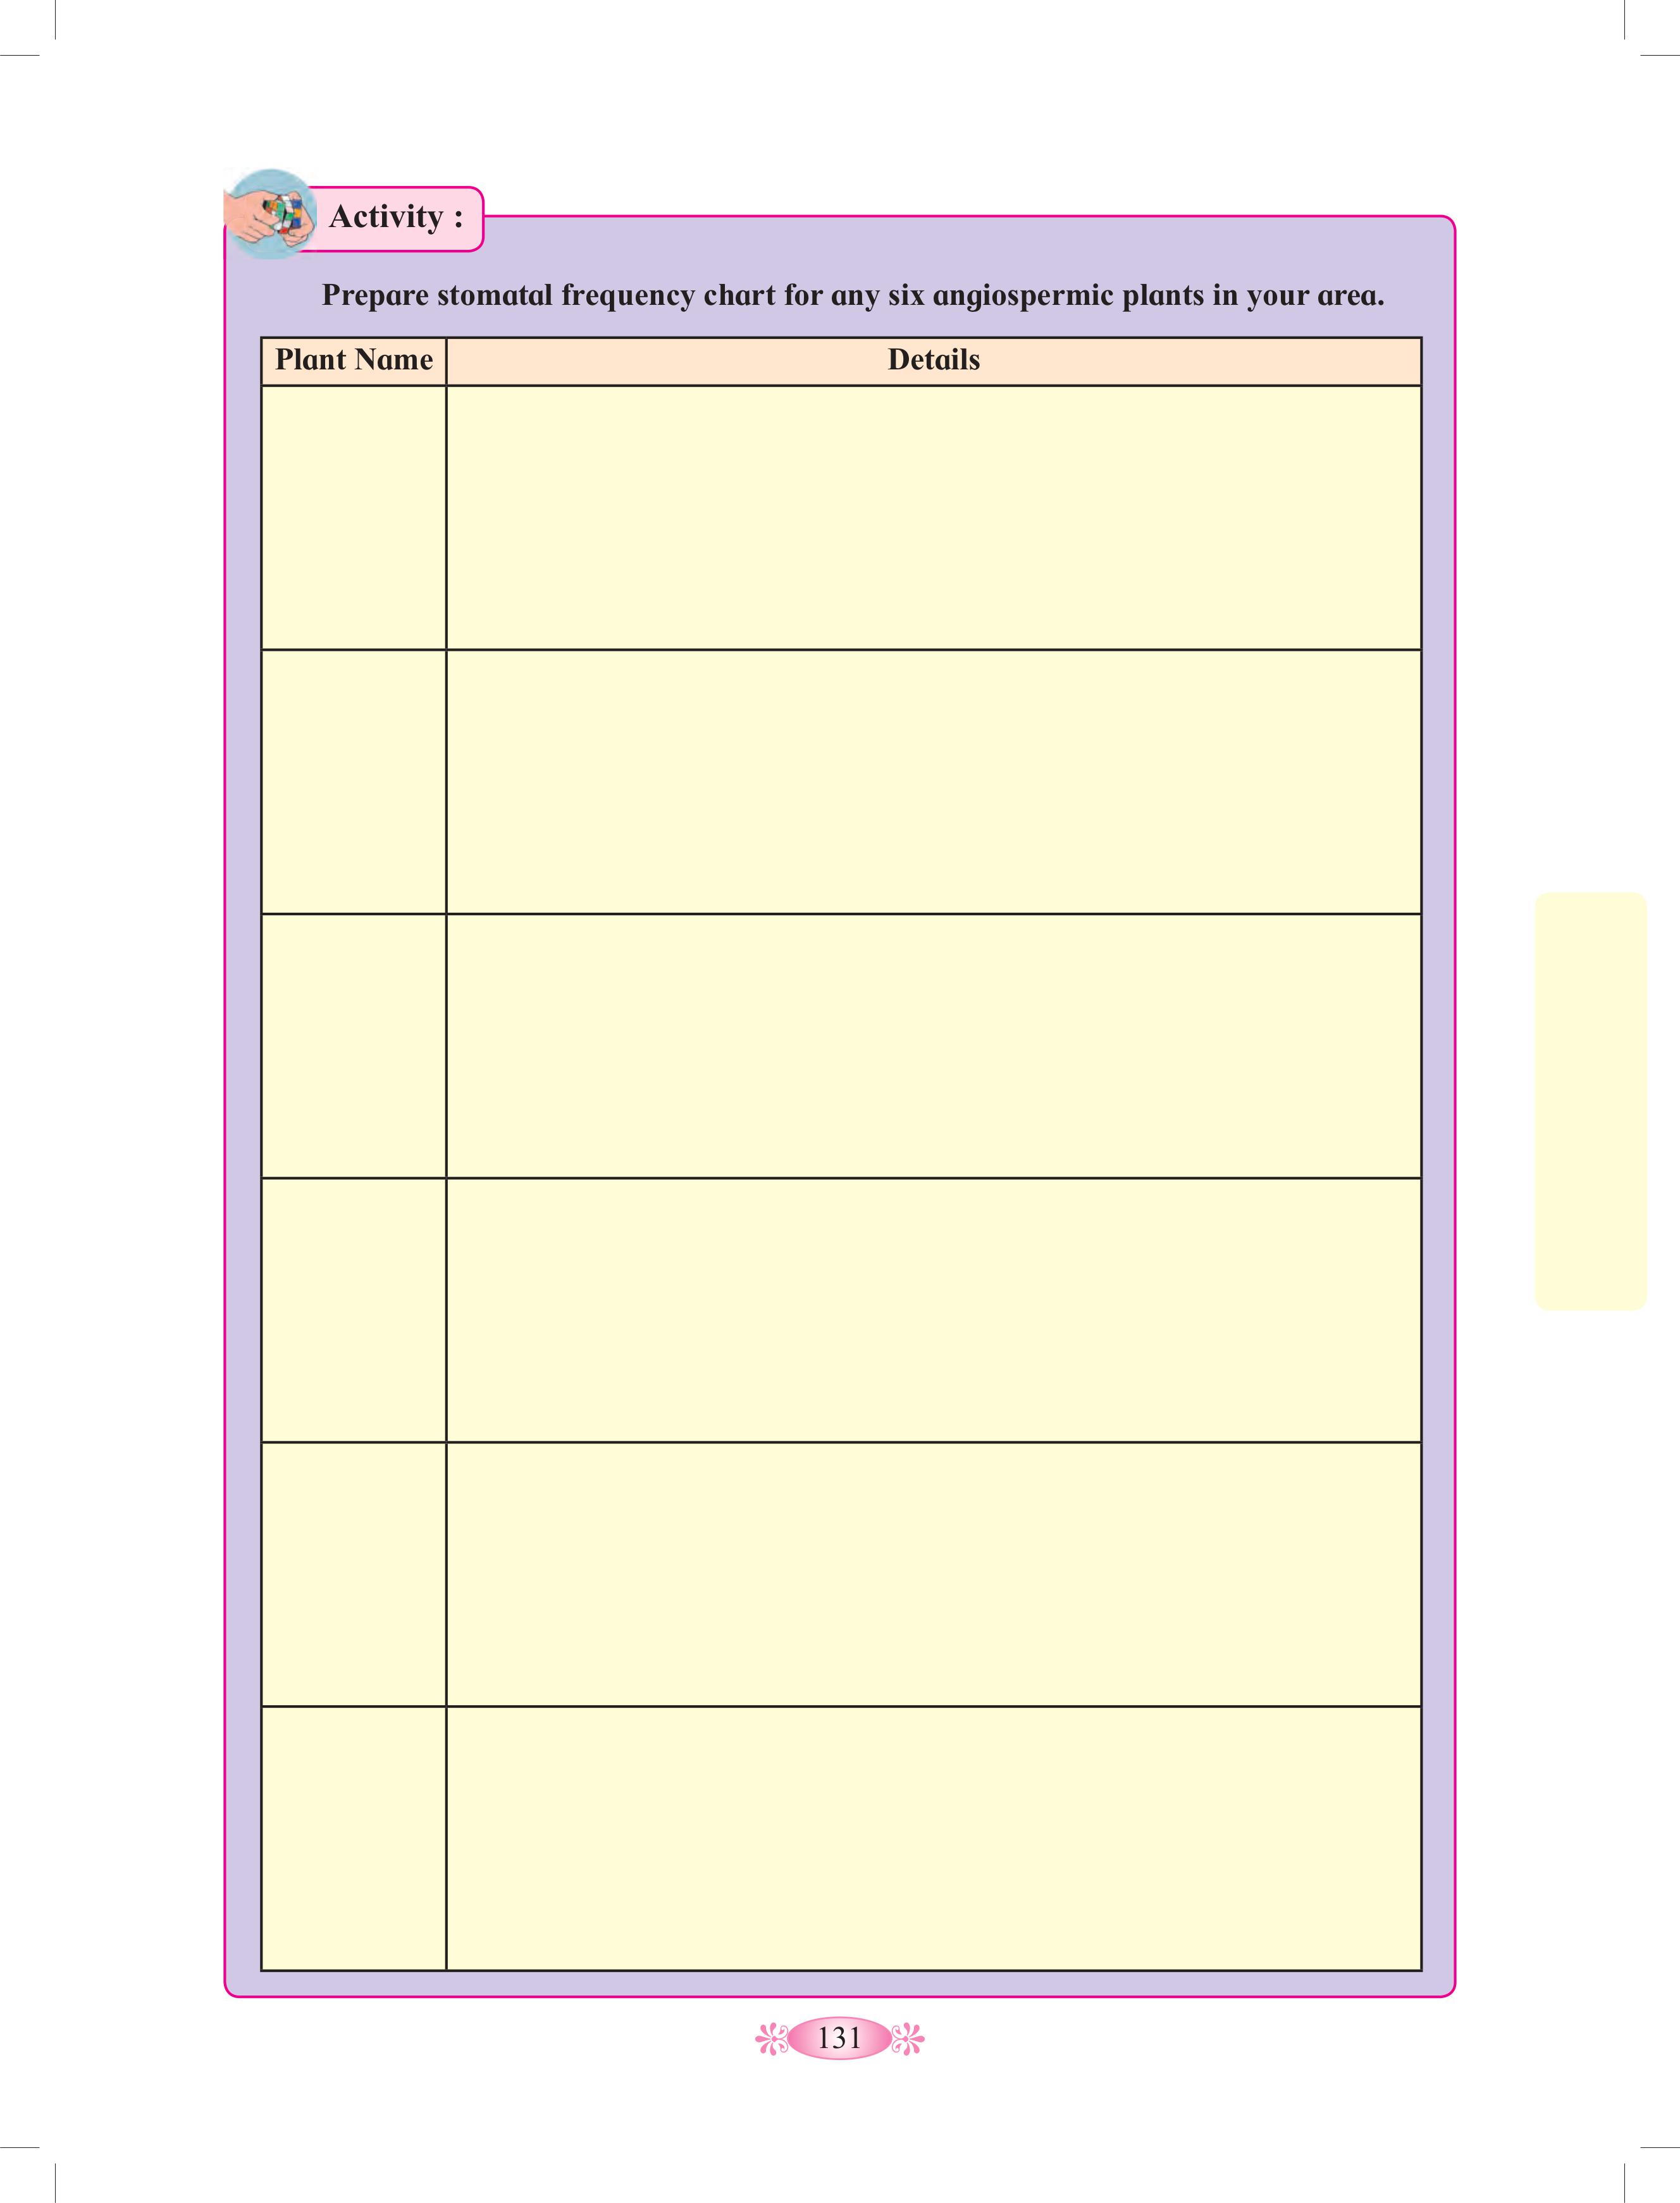 Activity :
Prepare stomatal frequency chart for any six angiospermic plants in your area.
Plant Name Details
131